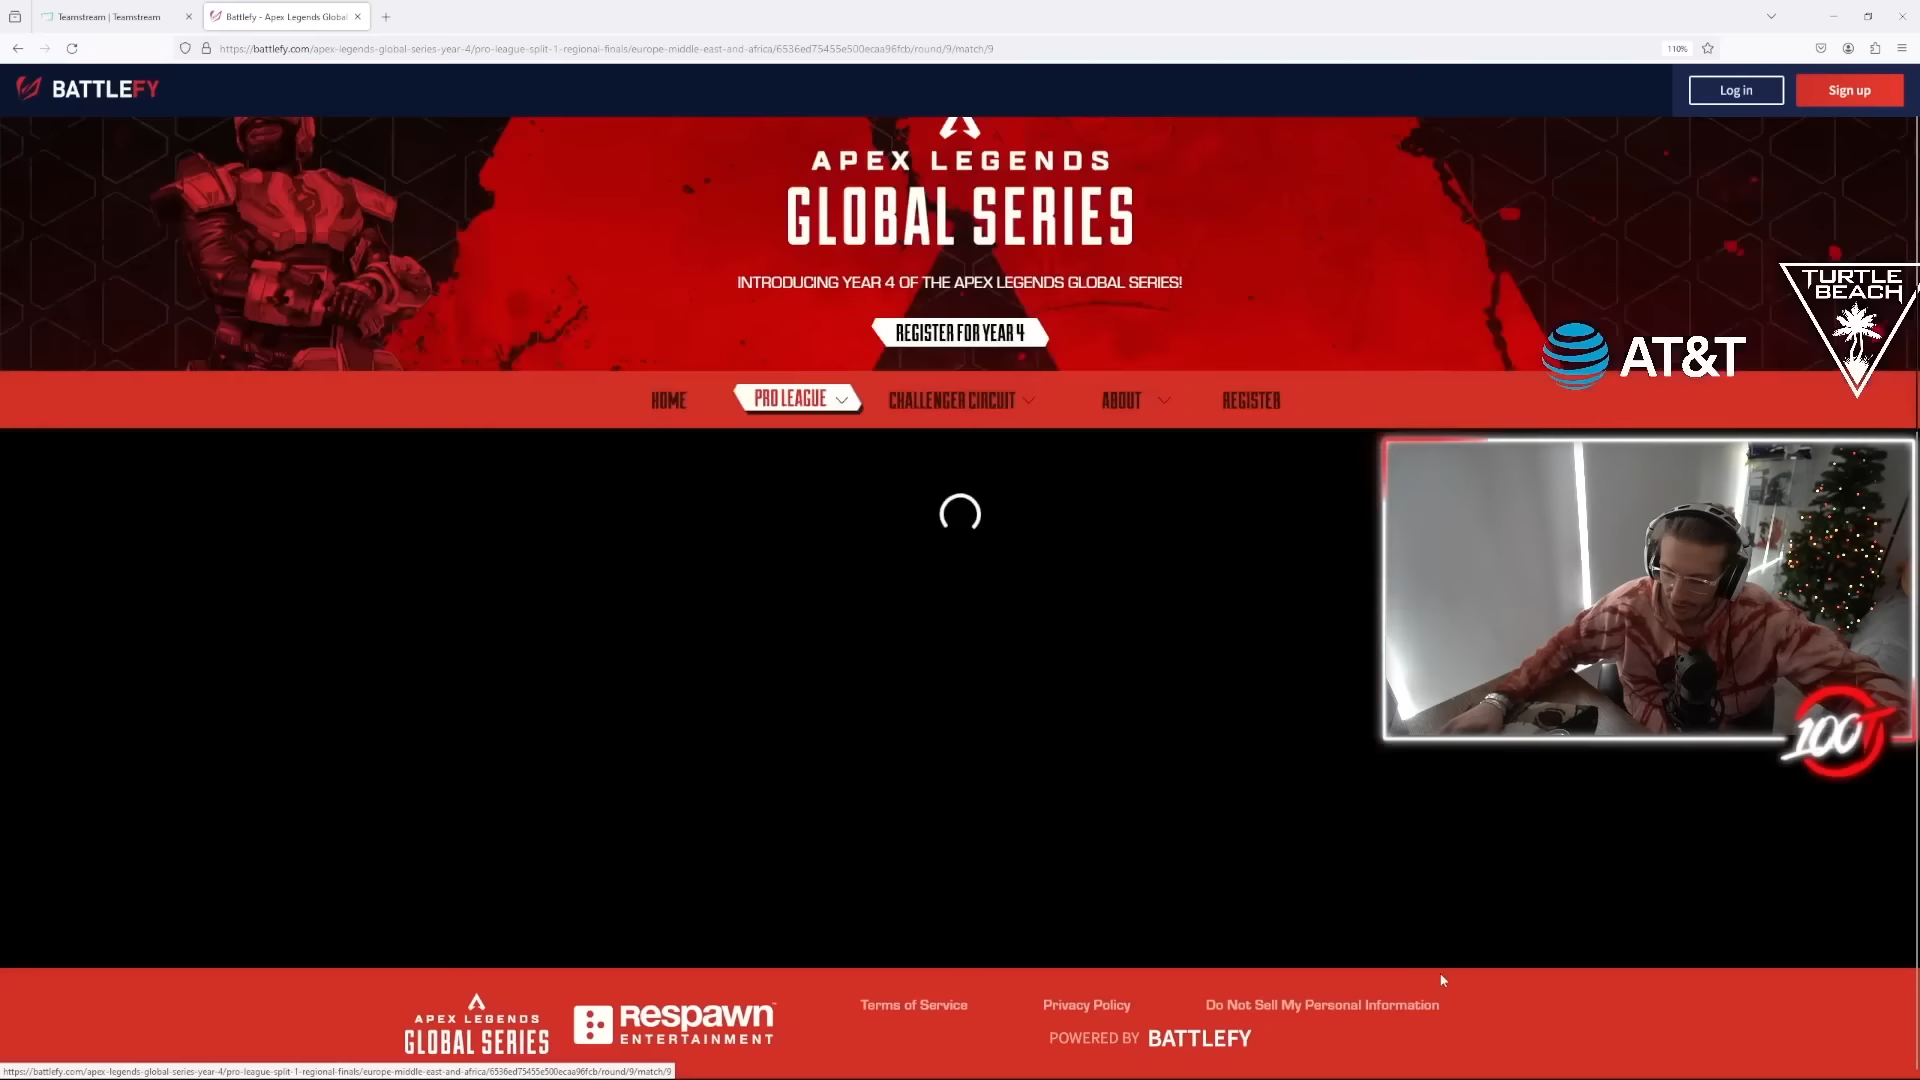 Teamstream | Teamstream
Battlefy - Apex Legends Global
https://battlefy.com/apex-legends-global-series-year-4/pro-league-split-1-regional-finals/europe-middle-east-and-africa/6536ed75455e500ecaa96fcb/round/9/match/9
110%
BATTLEFY
Log in
Sign up
APEX LEGENDS
GLOBAL SERIES
INTRODUCING YEAR 4 OF THE APEX LEGENDS GLOBAL SERIES!
REGISTER FOR YEAR 4
TURTLE
BEACH
AT&T
HOME
PRO LEAGUE
CHALLENGER CIRCUIT
ABOUT
REGISTER
100T
APEX LEGENDS
GLOBAL SERIES
Respawn
ENTERTAINMENT
Terms of Service
Privacy Policy
Do Not Sell My Personal Information
POWERED BY BATTLEFY
https://battlefy.com/apex-legends-global-series-year-4/pro-league-split-1-regional-finals/europe-middle-east-and-africa/6536ed75455e500ecaa96fcb/round/9/match/9